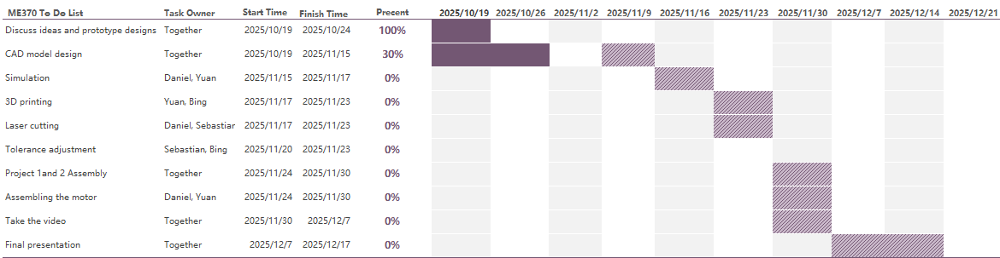 ME370 To Do List Task Owner Start Time Finish Time Precent 2025/10/19 2025/10/26 2025/11/2 2025/11/9 2025/11/16 2025/11/23 2025/11/30 2025/12/7 2025/12/14 2025/12/21
Discuss ideas and prototype designs Together 2025/10/19 2025/10/24 100%
CAD model design Together 2025/10/19 2025/11/15 30%
Simulation Daniel, Yuan 2025/11/15 2025/11/17 0%
3D printing Yuan, Bing 2025/11/17 2025/11/23 0%
Laser cutting Daniel, Sebastiar 2025/11/17 2025/11/23 0%
Tolerance adjustment Sebastian, Bing 2025/11/20 2025/11/23 0%
Project 1and 2 Assembly Together 2025/11/24 2025/11/30 0%
Assembling the motor Daniel, Yuan 2025/11/24 2025/11/30 0%
Take the video Together 2025/11/30 2025/12/7 0%
Final presentation Together 2025/12/7 2025/12/17 0%